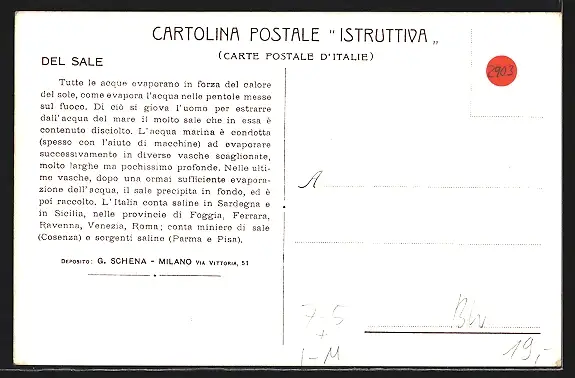 CARTOLINA POSTALE "ISTRUTTIVA„
(CARTE POSTALE D'ITALIE)
DEL SALE
Tutte le acque evaporano in forza del calore
del sole, come evapora l'acqua nelle pentole messe
sul fuoco. Di ciò si giova l'uomo per estrarre
dall'acqua del mare il molto sale che in essa è
contenuto disciolto. L'acqua marina è condotta
(spesso con l'aiuto di macchine) ad evaporare
successivamente in diverse vasche scaglionate,
molto larghe ma pochissimo profonde. Nelle ulti-
me vasche, dopo una ormai sufficiente evapora-
zione dell'acqua, il sale precipita in fondo, ed è
poi raccolto. L'Italia conta saline in Sardegna e
in Sicilia, nelle provincie di Foggia, Ferrara,
Ravenna, Venezia, Roma; conta miniere di sale
(Cosenza) e sorgenti saline (Parma e Pisa).
DEPOSITO: G. SCHENA - MILANO VIA VITTORIA, 51
2903
A
7-5
+
1-M
19,-